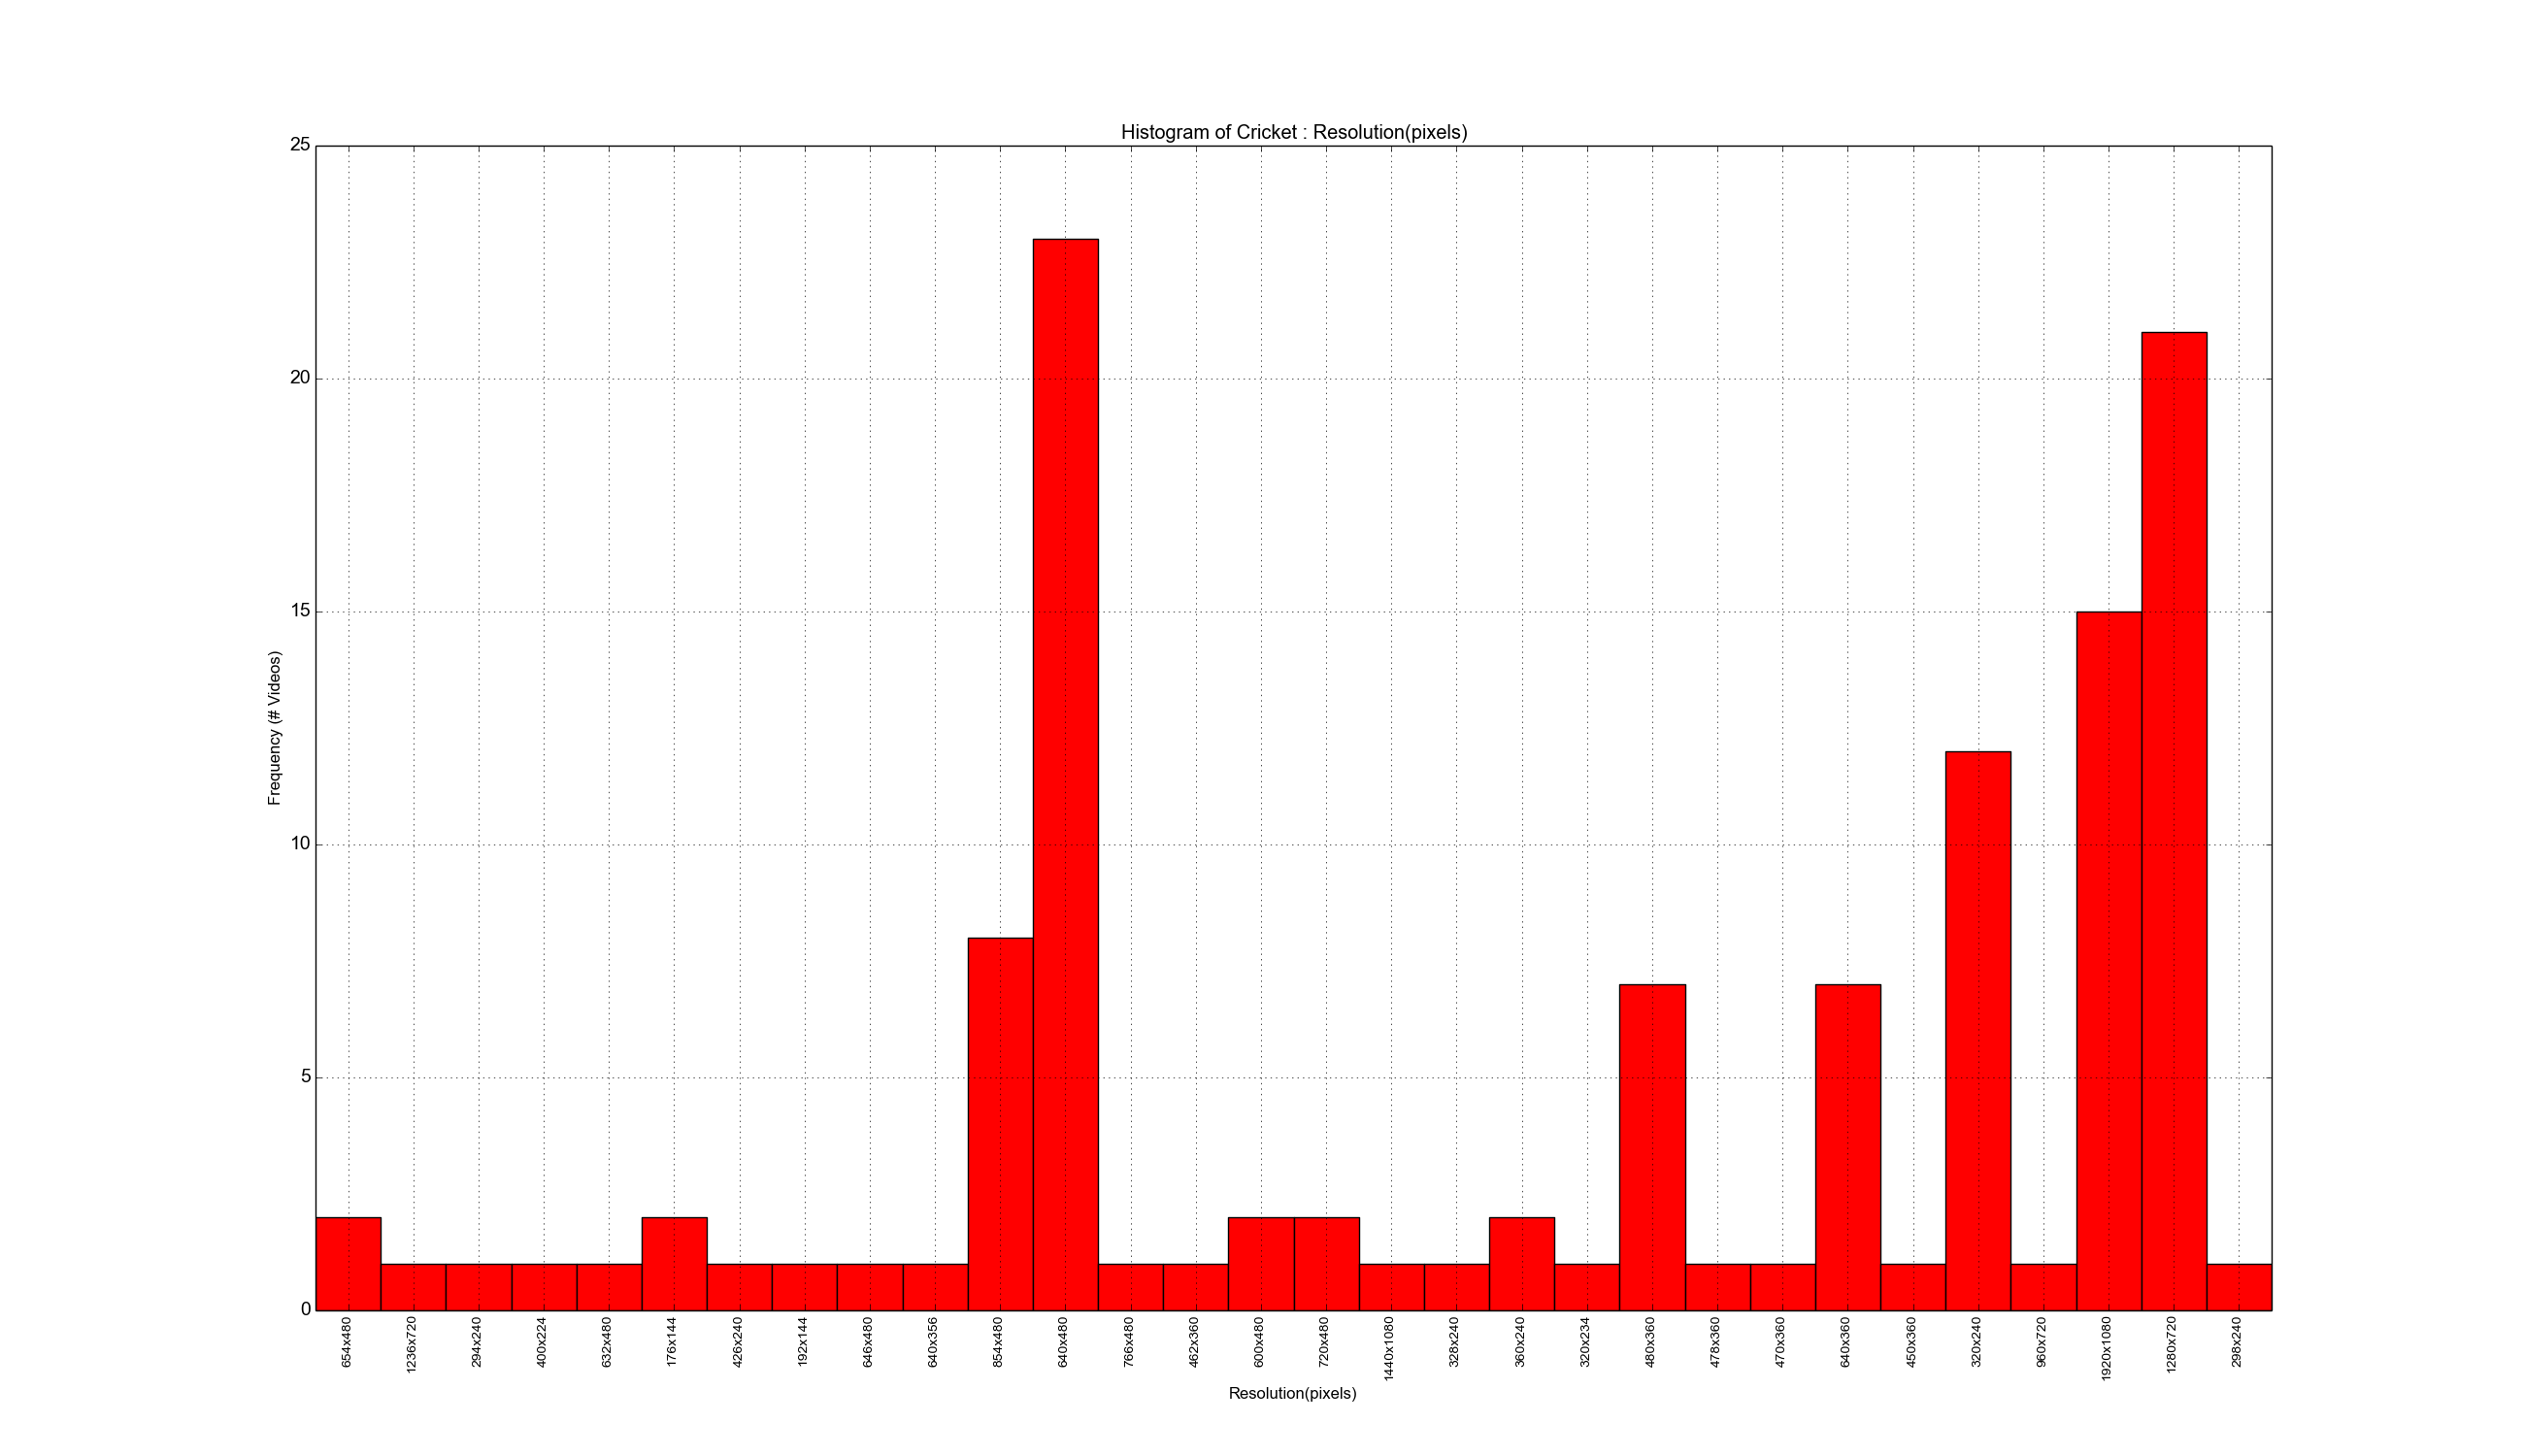 Histogram of Cricket : Resolution(pixels)
25
20
15
10
5
0
Frequency (# Videos)
654x480
1236x720
294x240
400x224
632x480
176x144
426x240
192x144
646x480
640x356
854x480
640x480
766x480
462x360
600x480
720x480
1440x1080
328x240
360x240
320x234
480x360
478x360
470x360
640x360
450x360
320x240
960x720
1920x1080
1280x720
298x240
Resolution(pixels)